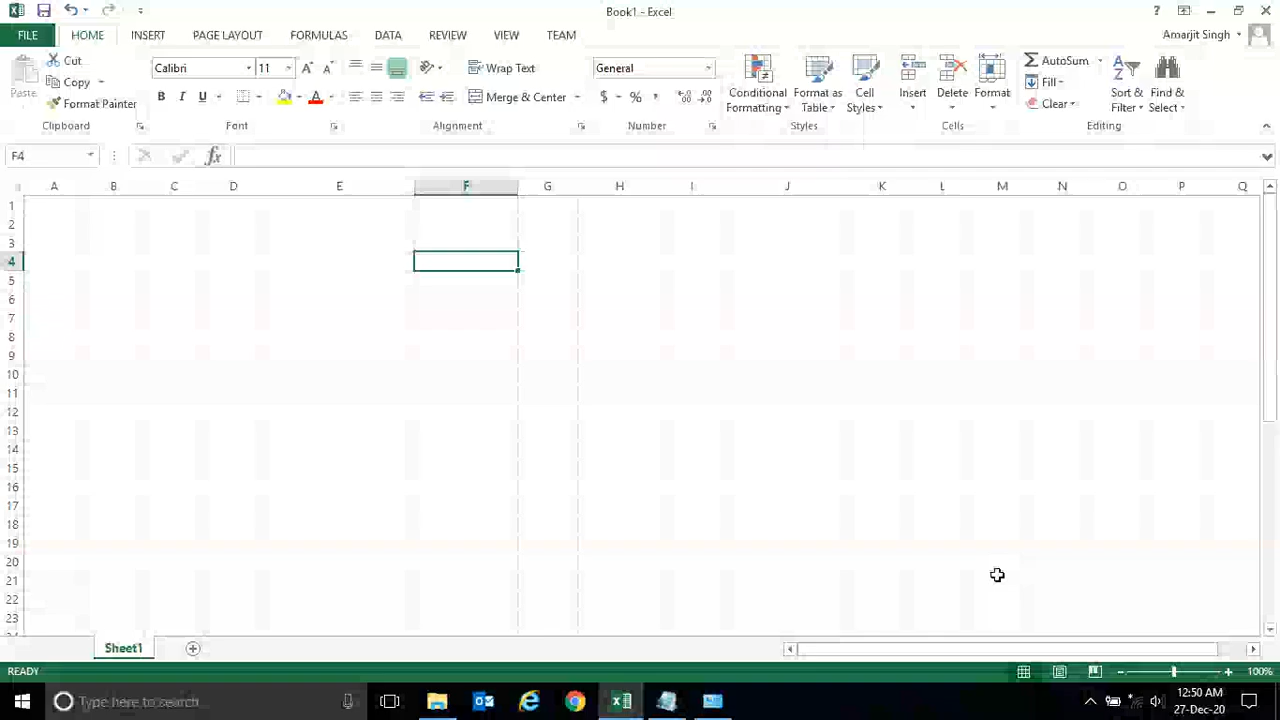 Book1 - Excel
FILE HOME INSERT PAGE LAYOUT FORMULAS DATA REVIEW VIEW TEAM Amarjit Singh
Cut
Copy
Format Painter
Paste
Clipboard
Calibri 11
B I U
Font
Wrap Text
Merge & Center
Alignment
General
$ % ,
Number
Conditional Formatting
Format as Table
Cell Styles
Styles
Insert Delete Format
Cells
AutoSum
Fill
Clear
Sort & Filter
Find & Select
Editing
F4 fx
A B C D E F G H I J K L M N O P Q
1
2
3
4
5
6
7
8
9
10
11
12
13
14
15
16
17
18
19
20
21
22
23
Sheet1
READY 100%
Type here to search
12:50 AM
27-Dec-20